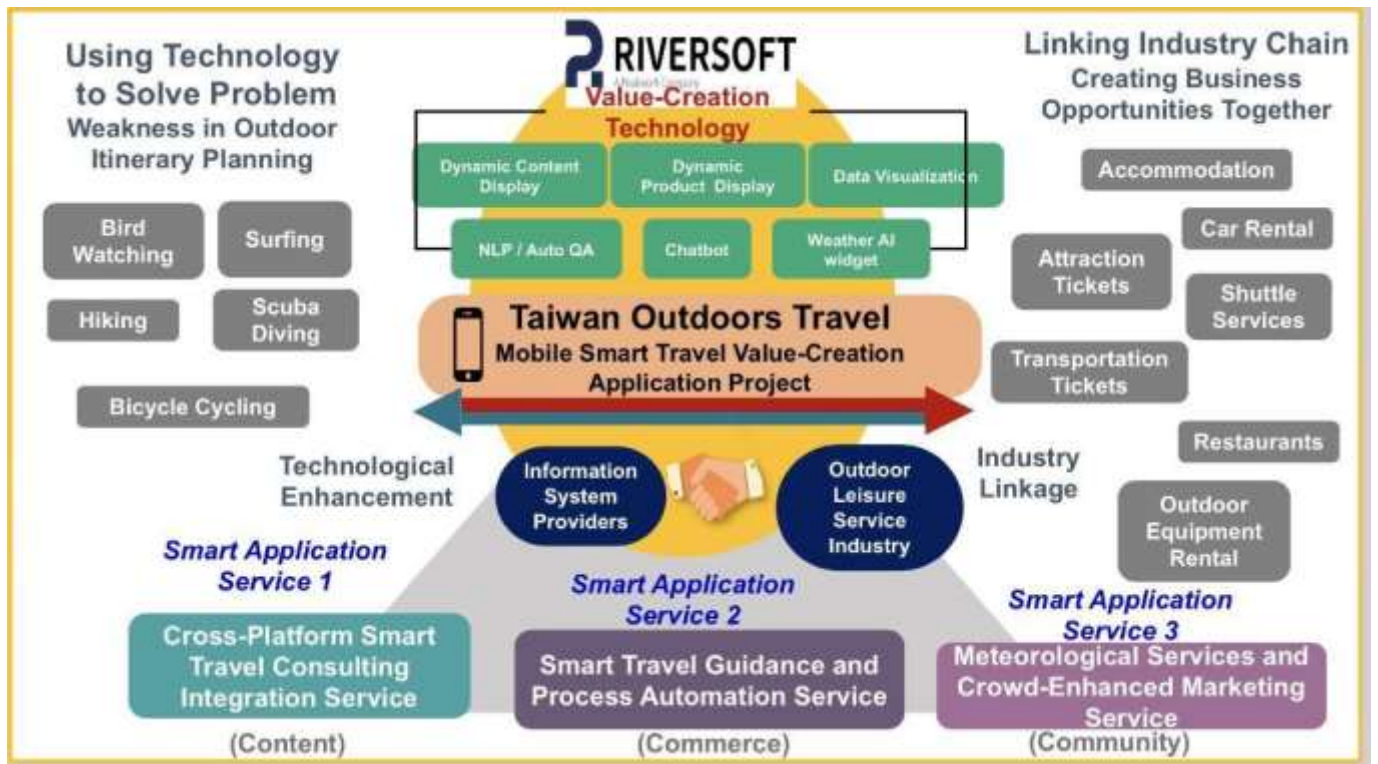 Using Technology
to Solve Problem
Weakness in Outdoor
Itinerary Planning
Bird
Watching
Surfing
Hiking
Scuba
Diving
Bicycle Cycling
RIVERSOFT
Value-Creation
Technology
Dynamic Content
Display
Dynamic
Product Display
Data Visualization
NLP / Auto QA
Chatbot
Weather AI
widget
Taiwan Outdoors Travel
Mobile Smart Travel Value-Creation
Application Project
Linking Industry Chain
Creating Business
Opportunities Together
Accommodation
Car Rental
Attraction
Tickets
Shuttle
Services
Transportation
Tickets
Restaurants
Outdoor
Equipment
Rental
Technological
Enhancement
Information
System
Providers
Outdoor
Leisure
Service
Industry
Industry
Linkage
Smart Application
Service 1
Cross-Platform Smart
Travel Consulting
Integration Service
(Content)
Smart Application
Service 2
Smart Travel Guidance and
Process Automation Service
(Commerce)
Smart Application
Service 3
Meteorological Services and
Crowd-Enhanced Marketing
Service
(Community)